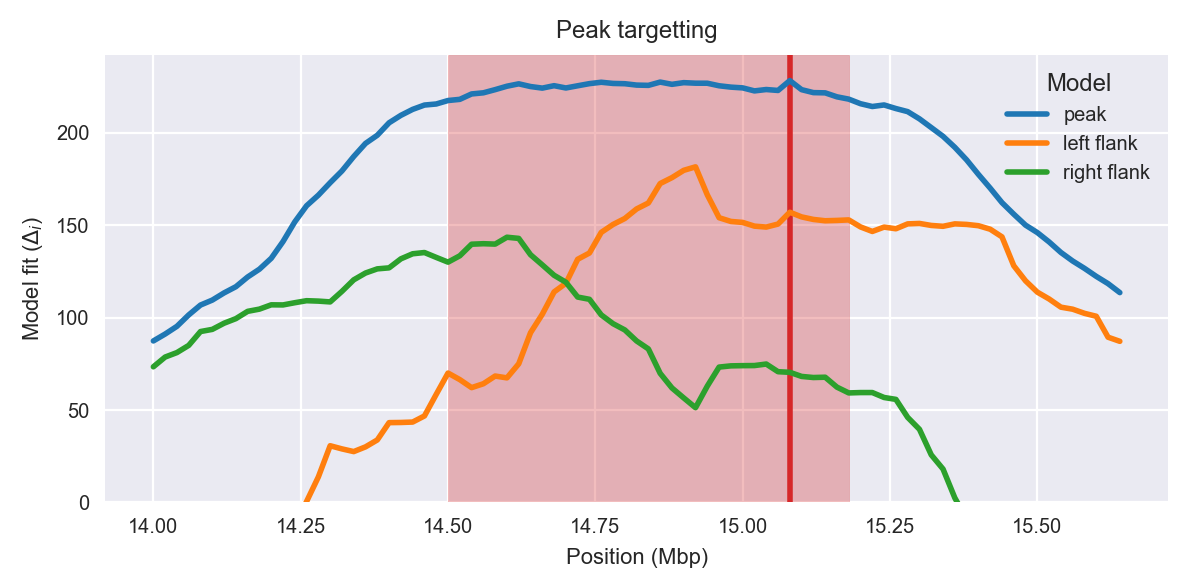 Peak targetting
Model
peak
left flank
right flank
Model fit (Δi)
200
150
100
50
0
14.00 14.25 14.50 14.75 15.00 15.25 15.50
Position (Mbp)